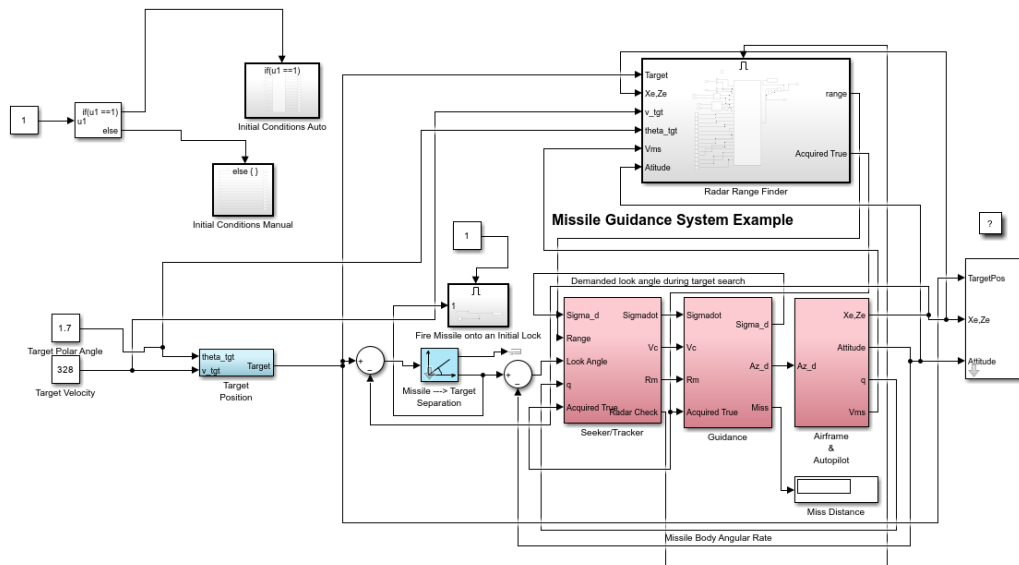 if(u1 ==1)
Initial Conditions Auto
1
if(u1 ==1)
u1
else
else { }
Initial Conditions Manual
Target
Xe,Ze
v_tgt
theta_tgt
Vms
Atitude
range
Acquired True
Radar Range Finder
Missile Guidance System Example
?
1
1
Fire Missile onto an Initial Lock
Demanded look angle during target search
1.7
Target Polar Angle
328
Target Velocity
theta_tgt
v_tgt
Target
Target
Position
+
-
Missile ---> Target
Separation
+
-
Sigma_d
Range
Look Angle
q
Acquired True
Sigmadot
Vc
Rm
Radar Check
Seeker/Tracker
Sigmadot
Vc
Rm
Acquired True
Sigma_d
Az_d
Miss
Guidance
Az_d
Xe,Ze
Attitude
q
Vms
Airframe
&
Autopilot
TargetPos
Xe,Ze
Attitude
Miss Distance
Missile Body Angular Rate